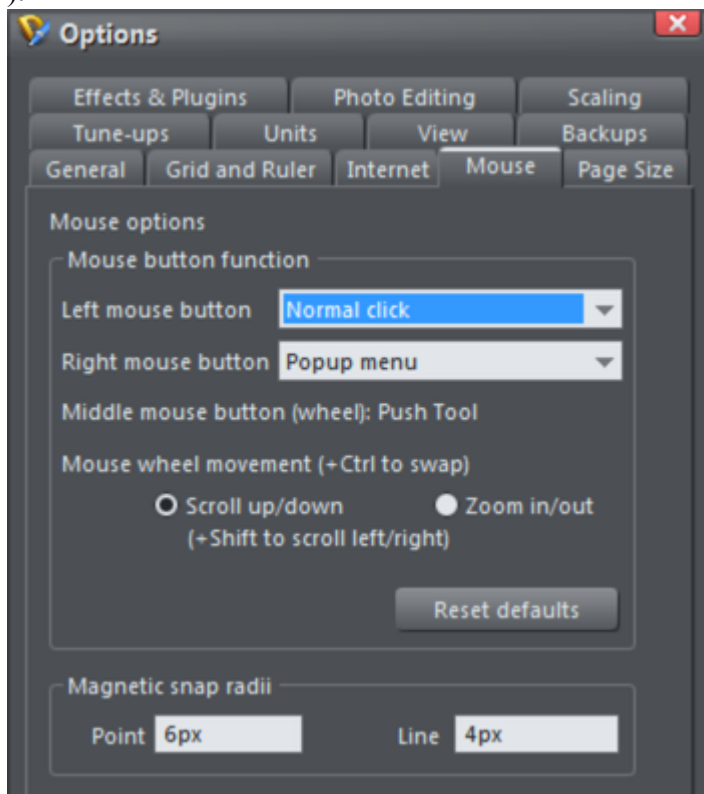 ).
Options
Effects & Plugins Photo Editing Scaling
Tune-ups Units View Backups
General Grid and Ruler Internet Mouse Page Size
Mouse options
Mouse button function
Left mouse button Normal click
Right mouse button Popup menu
Middle mouse button (wheel): Push Tool
Mouse wheel movement (+Ctrl to swap)
Scroll up/down Zoom in/out
(+Shift to scroll left/right)
Reset defaults
Magnetic snap radii
Point 6px Line 4px